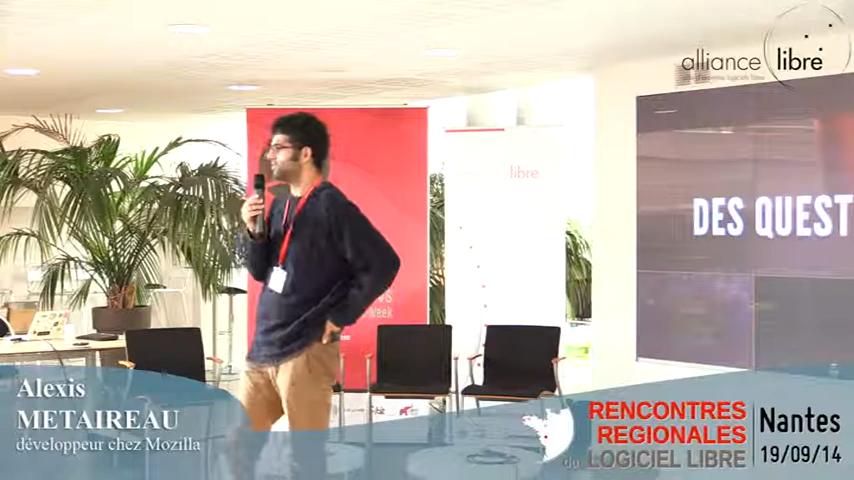 alliance
libre
libre
DES QUEST
Week
Alexis
METAIREAU
développeur chez Mozilla
RENCONTRES
REGIONALES
du LOGICIEL LIBRE
Nantes
19/09/14